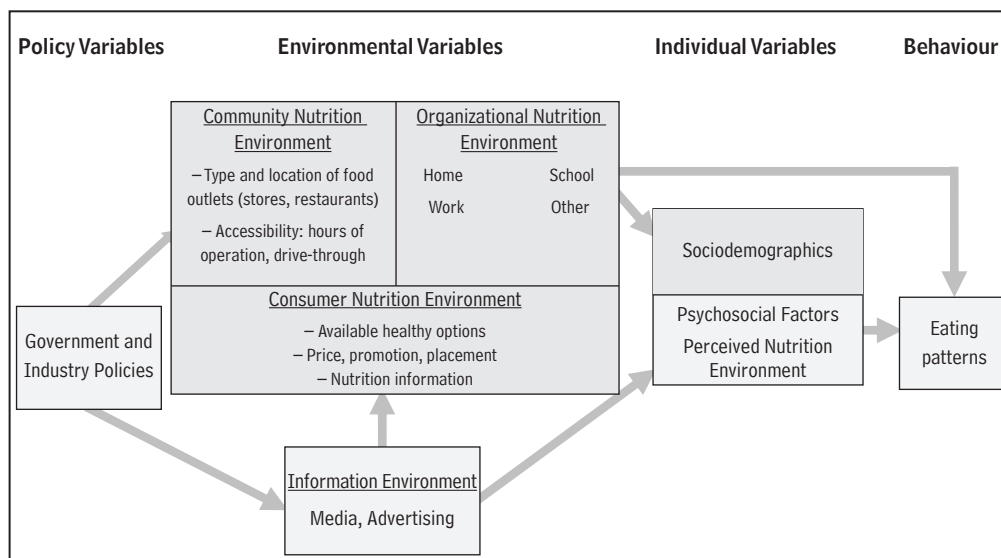 Policy Variables
Environmental Variables
Individual Variables
Behaviour
Community Nutrition
Environment
– Type and location of food
outlets (stores, restaurants)
– Accessibility: hours of
operation, drive-through
Organizational Nutrition
Environment
Home School
Work Other
Consumer Nutrition Environment
– Available healthy options
– Price, promotion, placement
– Nutrition information
Government and
Industry Policies
Information Environment
Media, Advertising
Sociodemographics
Psychosocial Factors
Perceived Nutrition
Environment
Eating
patterns